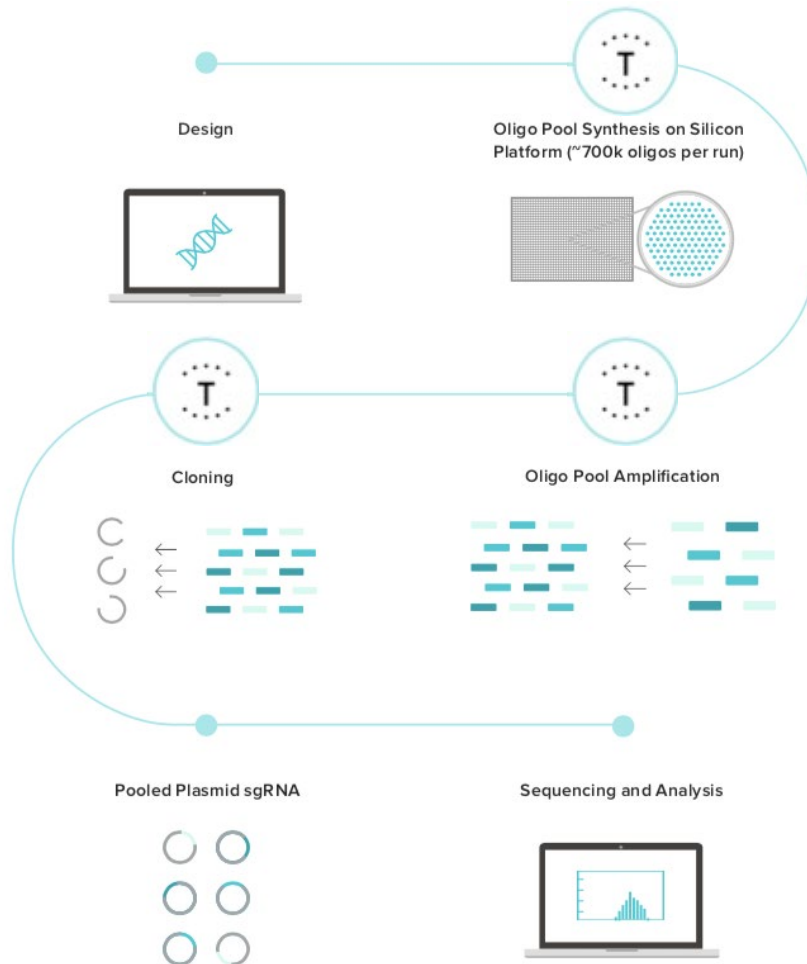 T
Design
Oligo Pool Synthesis on Silicon
Platform (~700k oligos per run)
T
T
Cloning
Oligo Pool Amplification
Pooled Plasmid sgRNA
Sequencing and Analysis